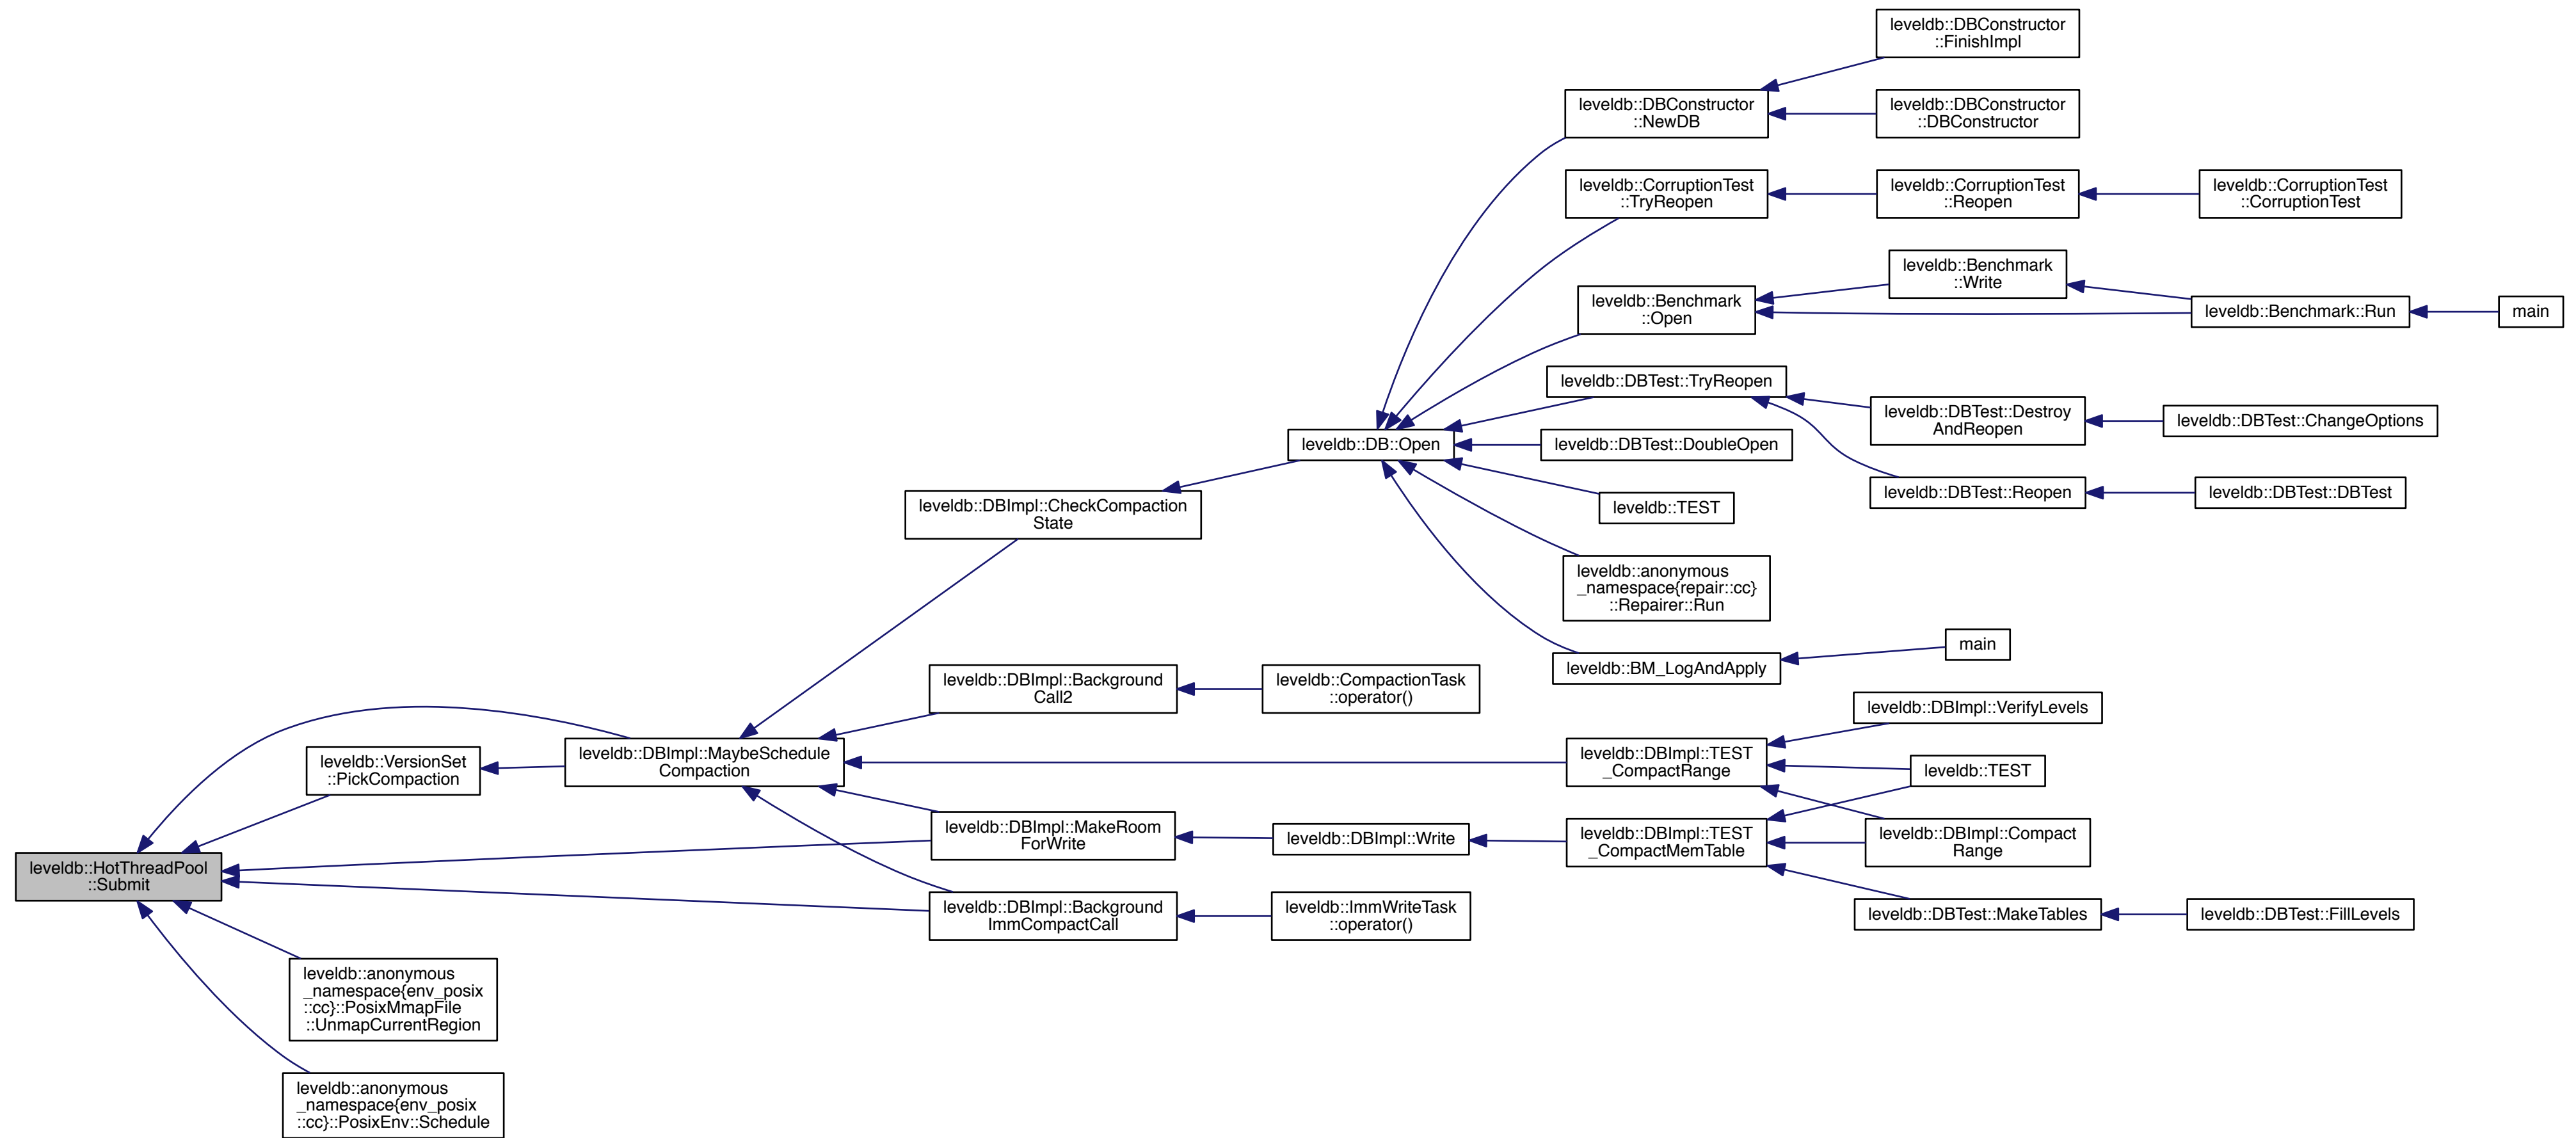 leveldb::DBConstructor
::FinishImpl
leveldb::DBConstructor
::NewDB
leveldb::DBConstructor
::DBConstructor
leveldb::CorruptionTest
::TryReopen
leveldb::CorruptionTest
::Reopen
leveldb::CorruptionTest
::CorruptionTest
leveldb::Benchmark
::Write
leveldb::Benchmark
::Open
leveldb::Benchmark::Run
main
leveldb::DBTest::TryReopen
leveldb::DBTest::Destroy
AndReopen
leveldb::DBTest::ChangeOptions
leveldb::DB::Open
leveldb::DBTest::DoubleOpen
leveldb::DBTest::Reopen
leveldb::DBTest::DBTest
leveldb::DBImpl::CheckCompaction
State
leveldb::TEST
leveldb::anonymous
_namespace{repair::cc}
::Repairer::Run
main
leveldb::BM_LogAndApply
leveldb::DBImpl::Background
Call2
leveldb::CompactionTask
::operator()
leveldb::DBImpl::VerifyLevels
leveldb::VersionSet
::PickCompaction
leveldb::DBImpl::MaybeSchedule
Compaction
leveldb::DBImpl::TEST
_CompactRange
leveldb::TEST
leveldb::DBImpl::MakeRoom
ForWrite
leveldb::DBImpl::Write
leveldb::DBImpl::TEST
_CompactMemTable
leveldb::DBImpl::Compact
Range
leveldb::HotThreadPool
::Submit
leveldb::DBImpl::Background
ImmCompactCall
leveldb::ImmWriteTask
::operator()
leveldb::DBTest::MakeTables
leveldb::DBTest::FillLevels
leveldb::anonymous
_namespace{env_posix
::cc}::PosixMmapFile
::UnmapCurrentRegion
leveldb::anonymous
_namespace{env_posix
::cc}::PosixEnv::Schedule